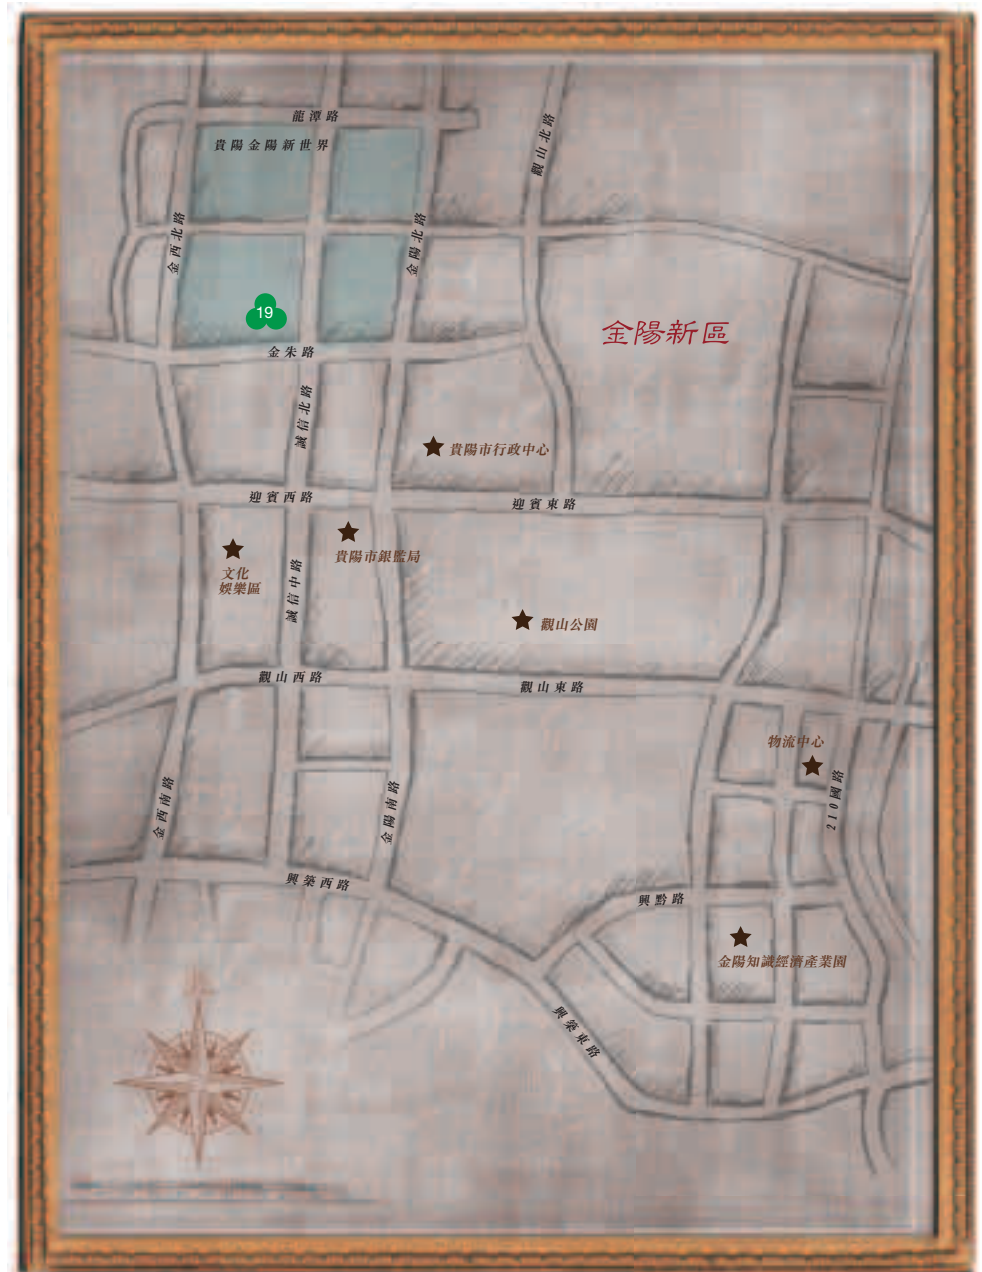 龍潭路
貴陽金陽新世界
觀山北路
金西北路
金陽北路
19
金陽新區
金朱路
誠信北路
貴陽市行政中心
迎賓西路
迎賓東路
貴陽市銀監局
文化
娛樂區
誠信中路
觀山公園
觀山西路
觀山東路
物流中心
210國路
金西南路
金陽南路
興築西路
興黔路
金陽知識經濟產業園
興築東路